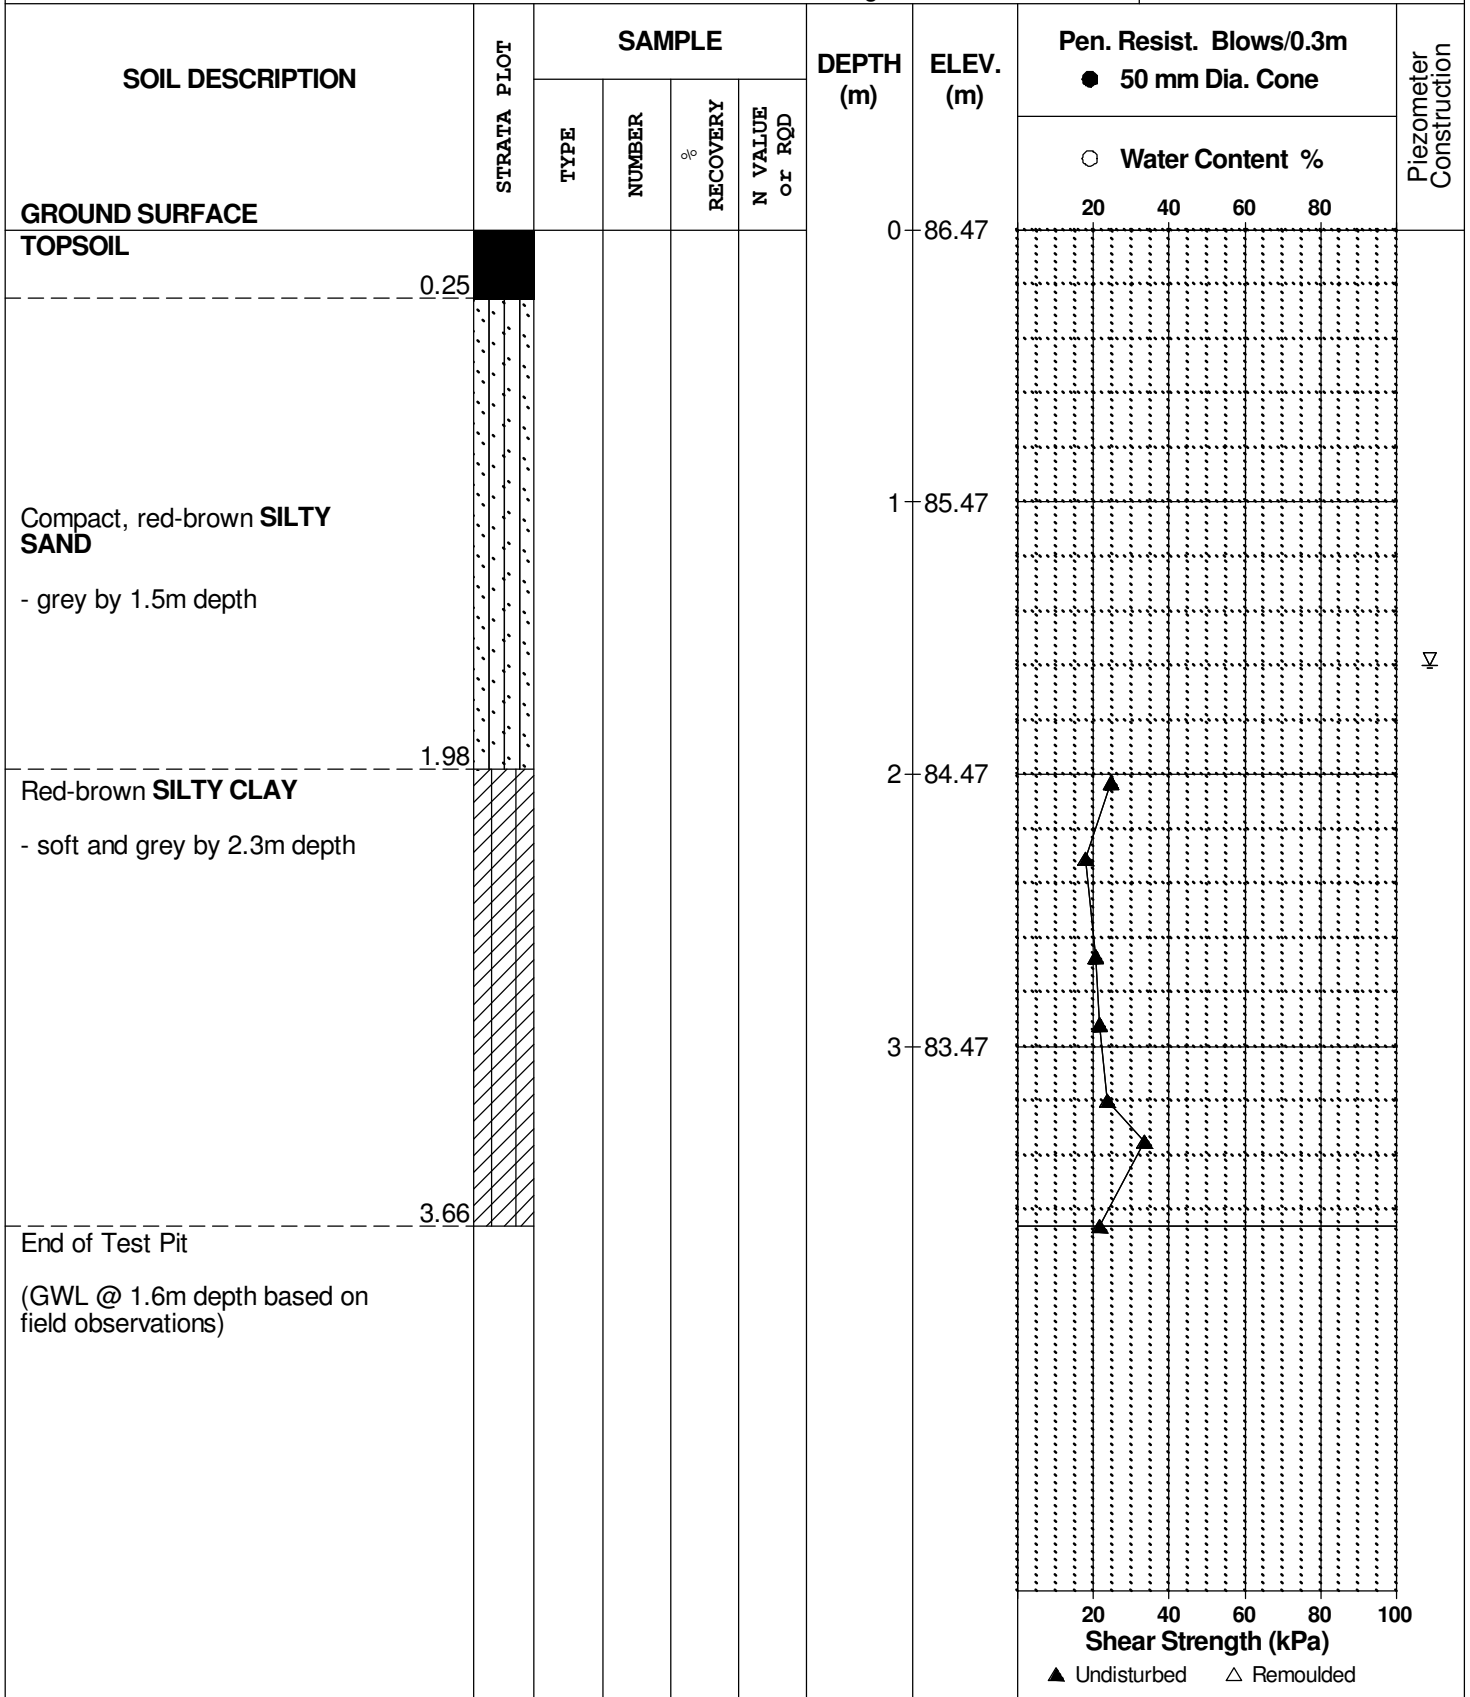 SOIL DESCRIPTION
GROUND SURFACE
STRATA PLOT
SAMPLE
TYPE
NUMBER
%
RECOVERY
N VALUE
or RQD
DEPTH
(m)
ELEV.
(m)
Pen. Resist. Blows/0.3m
● 50 mm Dia. Cone
○ Water Content %
20 40 60 80
Piezometer
Construction
TOPSOIL
0.25
Compact, red-brown SILTY
SAND
- grey by 1.5m depth
1.98
Red-brown SILTY CLAY
- soft and grey by 2.3m depth
3.66
End of Test Pit
(GWL @ 1.6m depth based on
field observations)
0 86.47
1 85.47
2 84.47
3 83.47
20 40 60 80 100
Shear Strength (kPa)
▲ Undisturbed △ Remoulded